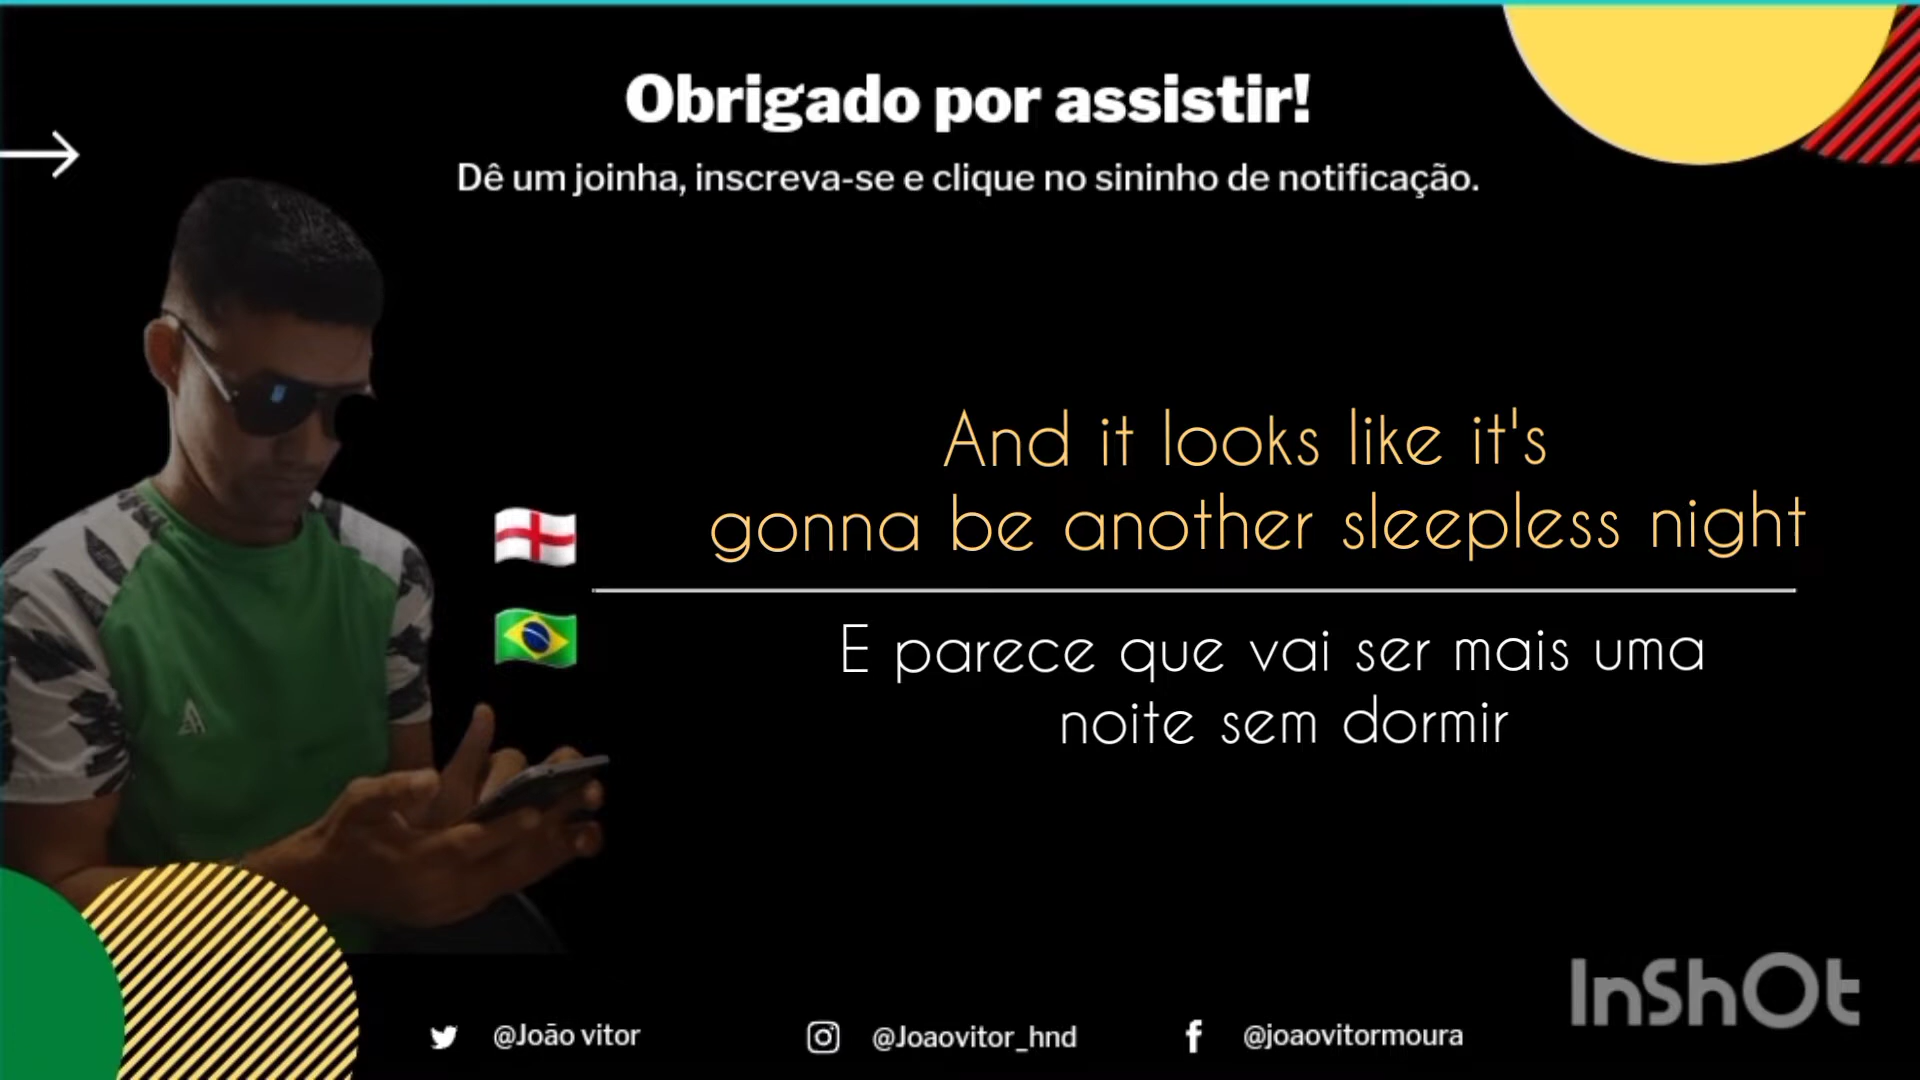 Obrigado por assistir!
Dê um joinha, inscreva-se e clique no sininho de notificação.
And it looks like it's
gonna be another sleepless night
E parece que vai ser mais uma
noite sem dormir
InShOt
@João vitor
@Joaovitor_hnd
@joaovitormoura